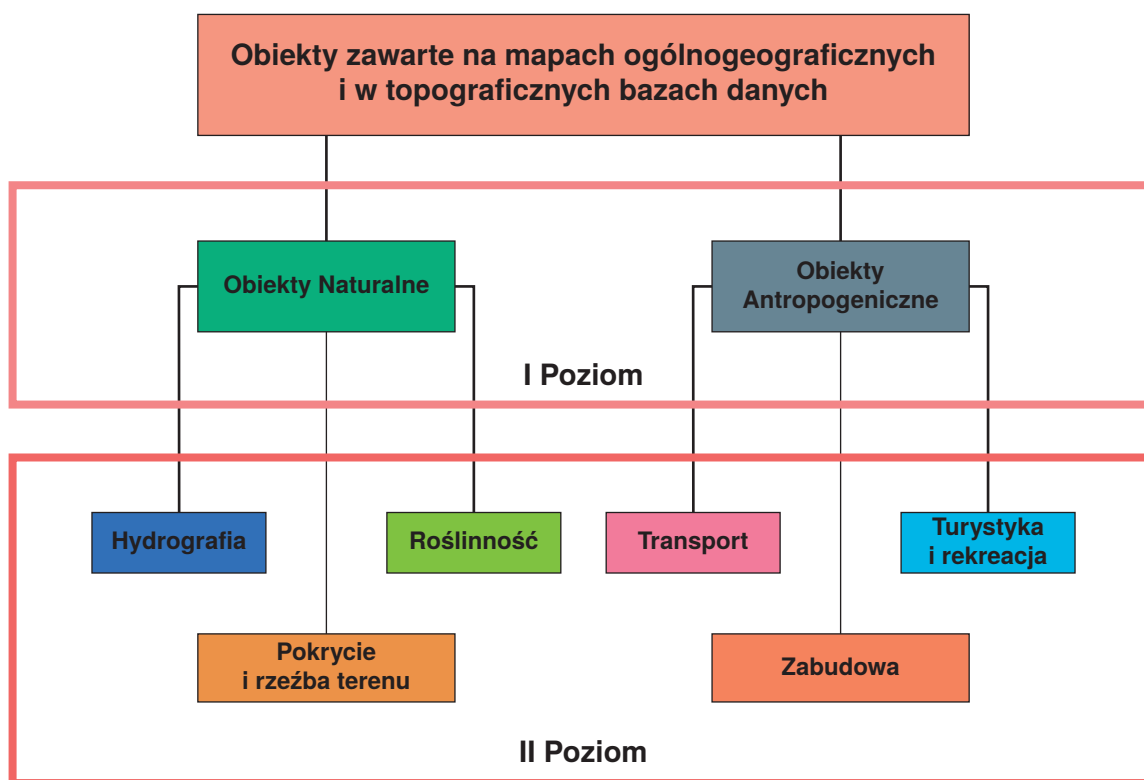 Obiekty zawarte na mapach ogólnogeograficznych
i w topograficznych bazach danych
Obiekty Naturalne
Obiekty
Antropogeniczne
I Poziom
Hydrografia
Roślinność
Transport
Turystyka
i rekreacja
Pokrycie
i rzeźba terenu
Zabudowa
II Poziom